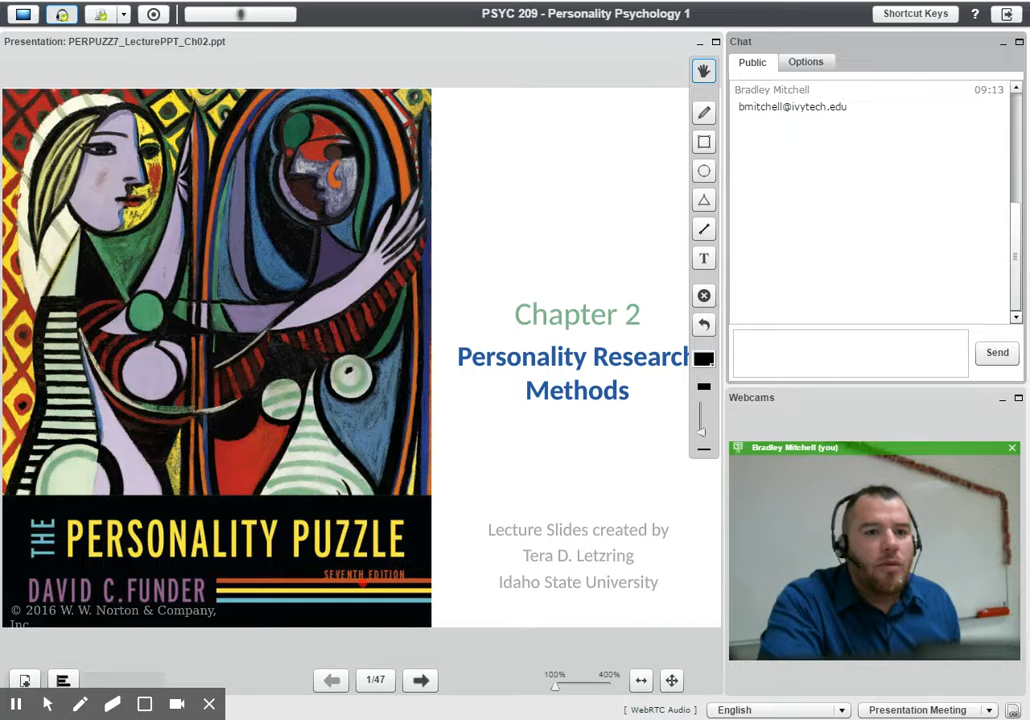 PSYC 209 - Personality Psychology 1
Shortcut Keys
?
Presentation: PERPUZZ7_LecturePPT_Ch02.ppt
Chapter 2
Personality Research
Methods
Lecture Slides created by
Tera D. Letzring
Idaho State University
THE PERSONALITY PUZZLE
SEVENTH EDITION
DAVID C. FUNDER
© 2016 W. W. Norton & Company,
Inc
T
1/47
100% 400%
Chat
Public Options
Bradley Mitchell 09:13
bmitchell@ivytech.edu
Send
Webcams
Bradley Mitchell (you)
[ WebRTC Audio ] English Presentation Meeting